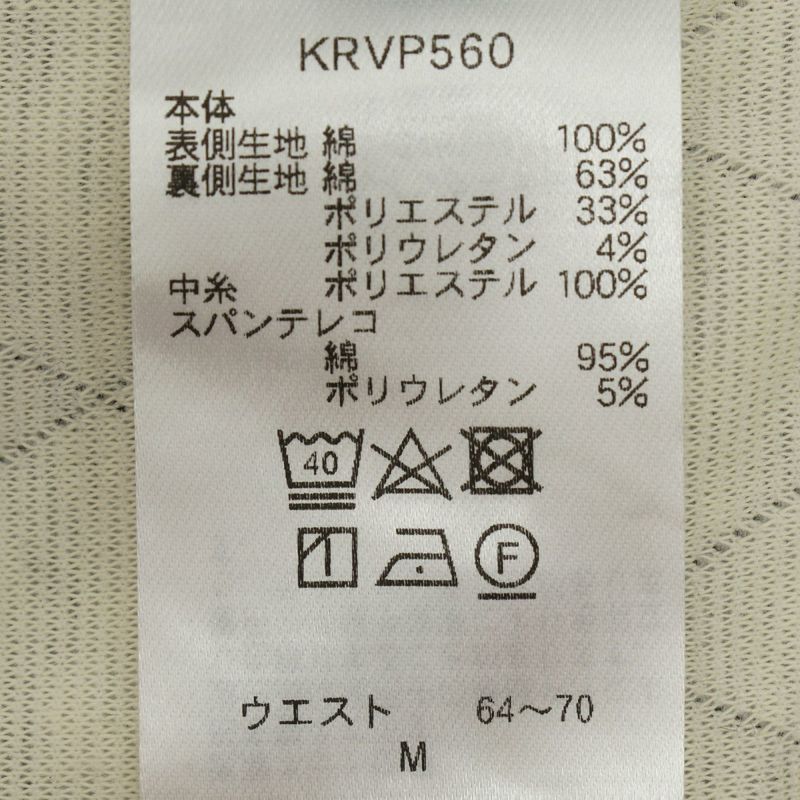 KRVP560
本体
表側生地 綿 100%
裏側生地 綿 63%
ポリエステル 33%
ポリウレタン 4%
中糸 ポリエステル 100%
スパンテレコ
綿 95%
ポリウレタン 5%
40
F
ウエスト 64～70
M